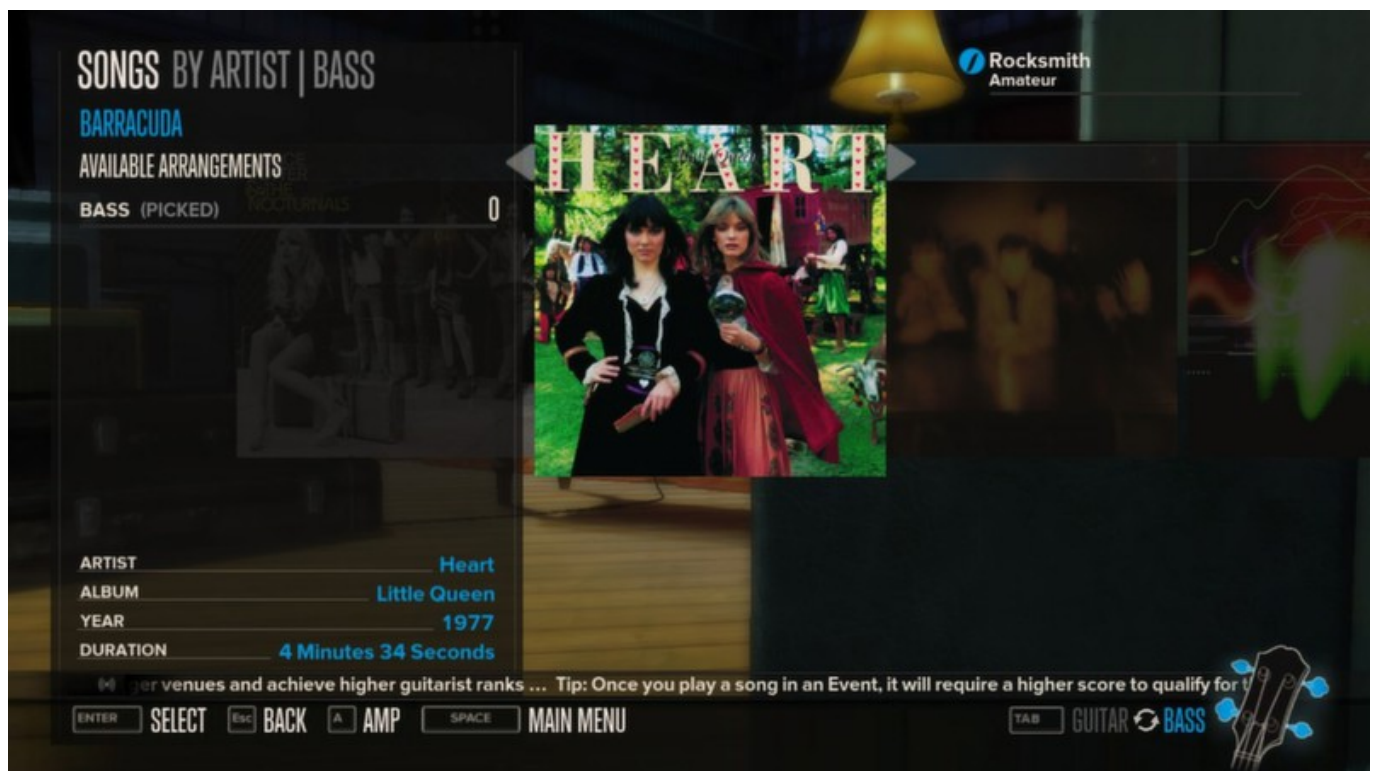 SONGS BY ARTIST | BASS
BARRACUDA
AVAILABLE ARRANGEMENTS
BASS (PICKED) 0
HEART
Rocksmith
Amateur
NOCTURNALS
ARTIST Heart
ALBUM Little Queen
YEAR 1977
DURATION 4 Minutes 34 Seconds
ger venues and achieve higher guitarist ranks ... Tip: Once you play a song in an Event, it will require a higher score to qualify for t
ENTER SELECT Esc BACK A AMP SPACE MAIN MENU TAB GUITAR BASS